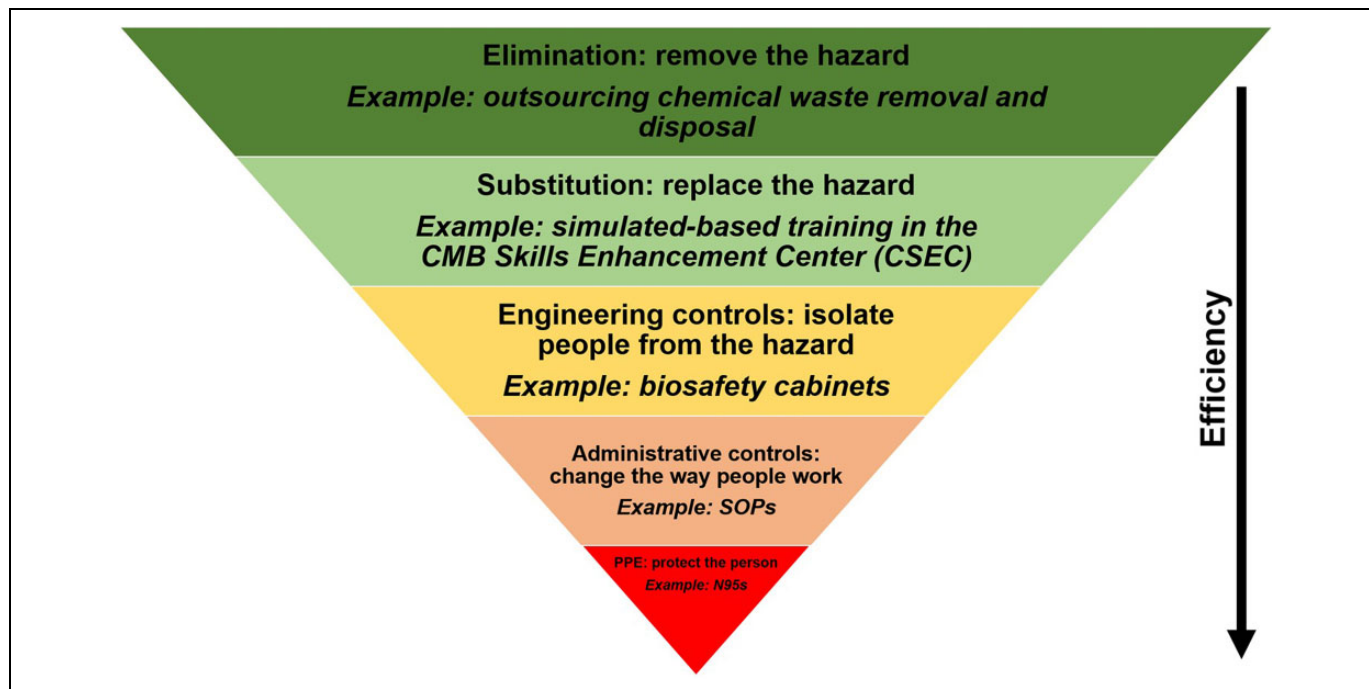 Elimination: remove the hazard
Example: outsourcing chemical waste removal and
disposal
Substitution: replace the hazard
Example: simulated-based training in the
CMB Skills Enhancement Center (CSEC)
Engineering controls: isolate
people from the hazard
Example: biosafety cabinets
Administrative controls:
change the way people work
Example: SOPs
PPE: protect the person
Example: N95s
Efficiency